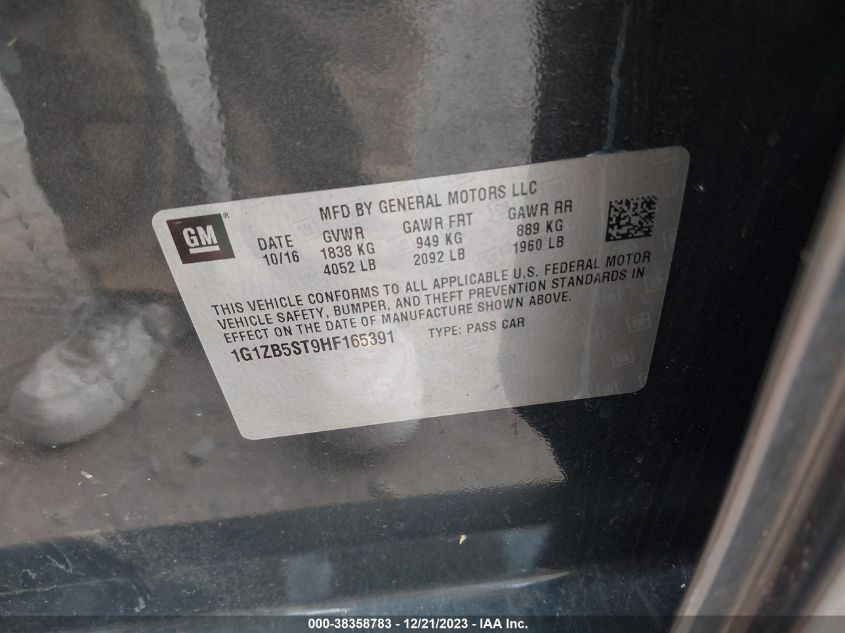 GM®
MFD BY GENERAL MOTORS LLC
DATE GVWR GAWR FRT GAWR RR
10/16 1838 KG 949 KG 889 KG
4052 LB 2092 LB 1960 LB
THIS VEHICLE CONFORMS TO ALL APPLICABLE U.S. FEDERAL MOTOR
VEHICLE SAFETY, BUMPER, AND THEFT PREVENTION STANDARDS IN
EFFECT ON THE DATE OF MANUFACTURE SHOWN ABOVE.
1G1ZB5ST9HF165391 TYPE: PASS CAR
000-38358783 - 12/21/2023 - IAA Inc.